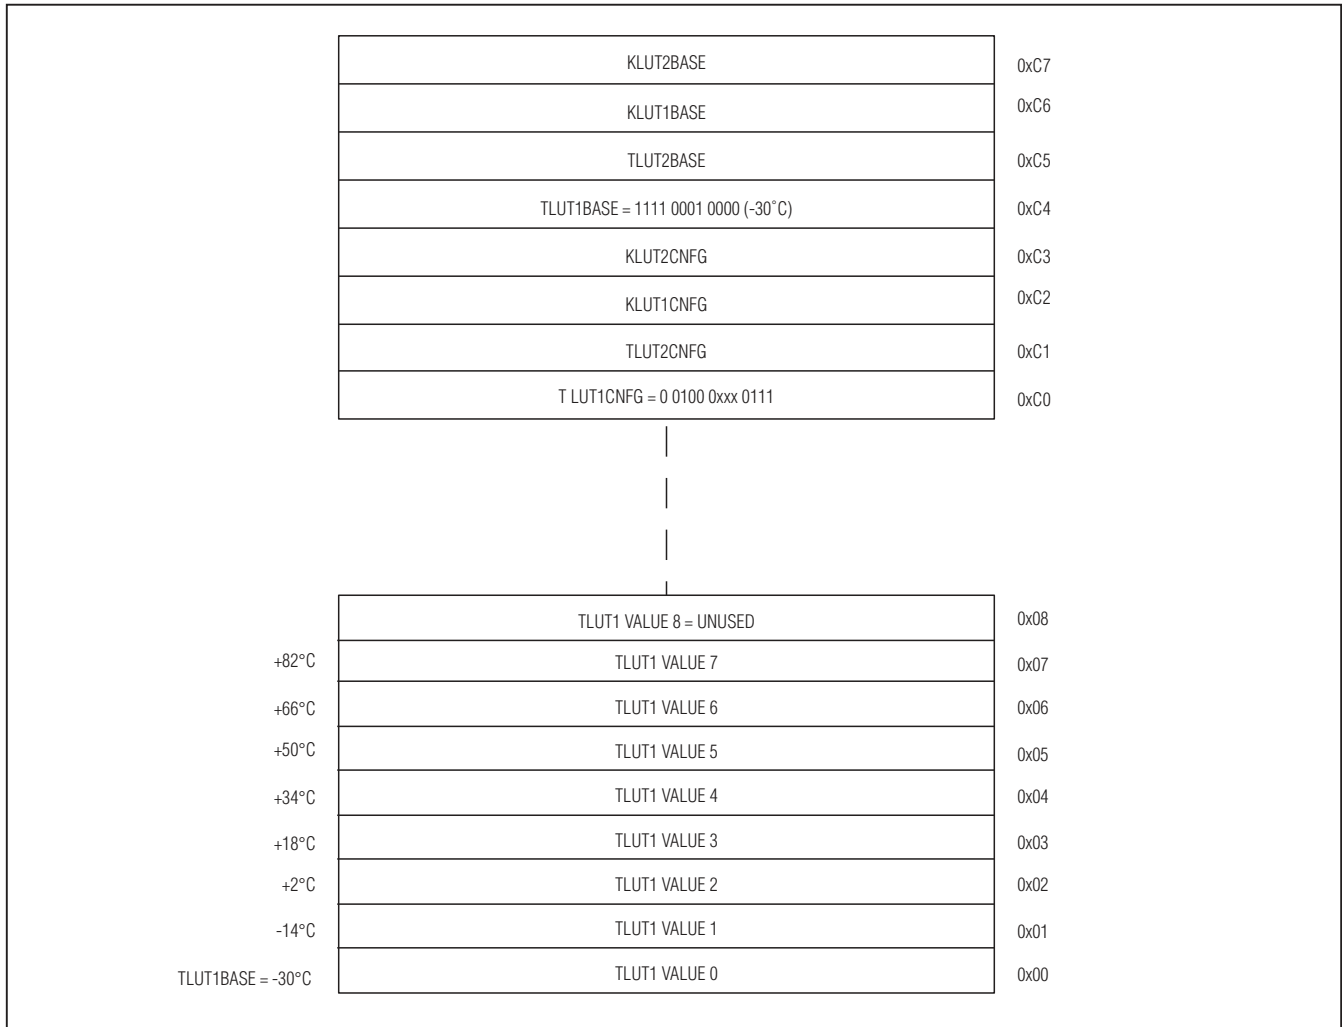 KLUT2BASE 0xC7
KLUT1BASE 0xC6
TLUT2BASE 0xC5
TLUT1BASE = 1111 0001 0000 (-30˚C) 0xC4
KLUT2CNFG 0xC3
KLUT1CNFG 0xC2
TLUT2CNFG 0xC1
T LUT1CNFG = 0 0100 0xxx 0111 0xC0
TLUT1 VALUE 8 = UNUSED 0x08
+82°C TLUT1 VALUE 7 0x07
+66°C TLUT1 VALUE 6 0x06
+50°C TLUT1 VALUE 5 0x05
+34°C TLUT1 VALUE 4 0x04
+18°C TLUT1 VALUE 3 0x03
+2°C TLUT1 VALUE 2 0x02
-14°C TLUT1 VALUE 1 0x01
TLUT1BASE = -30°C TLUT1 VALUE 0 0x00